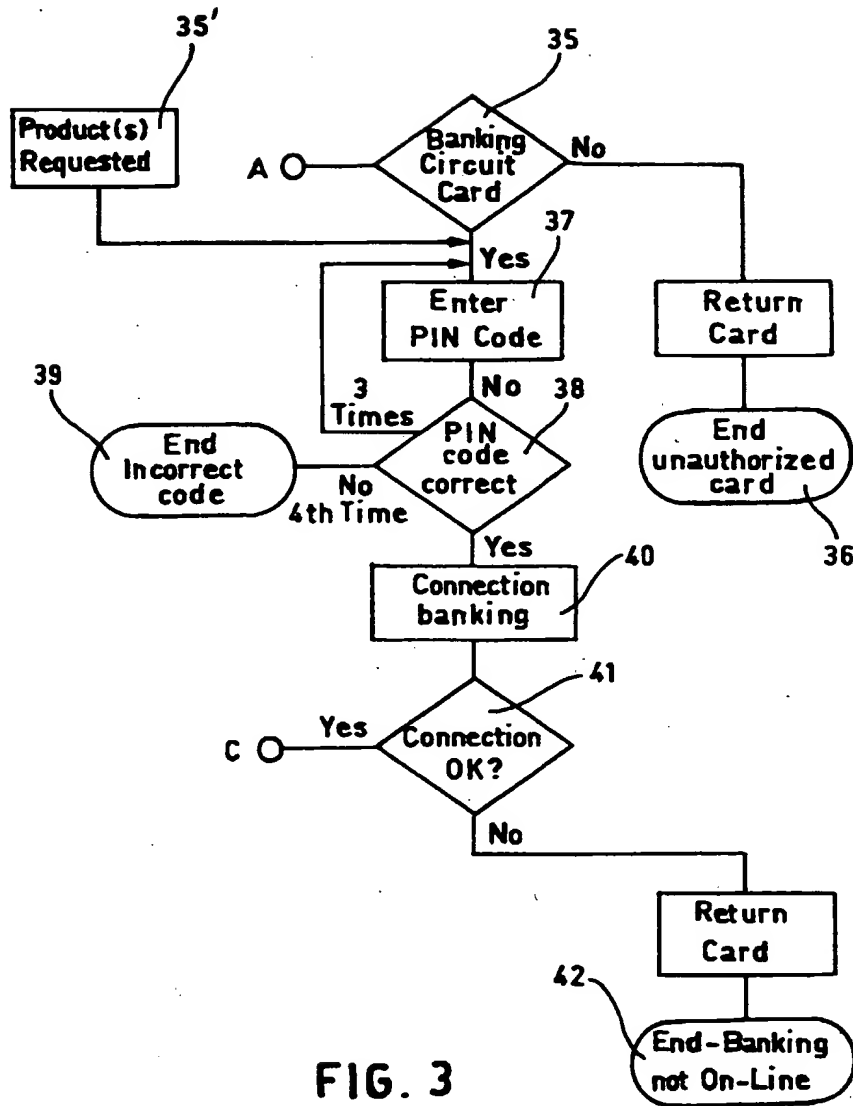 35'
35
Product(s)
Requested
A
Banking
Circuit
Card
No
37
Yes
Enter
PIN Code
Return
Card
39
3
Times
No
38
End
Incorrect
code
PIN
code
correct
End
unauthorized
card
No
4th Time
36
Yes
Connection
banking
40
41
Yes
C
Connection
OK?
No
Return
Card
42
End-Banking
not On-Line
FIG. 3